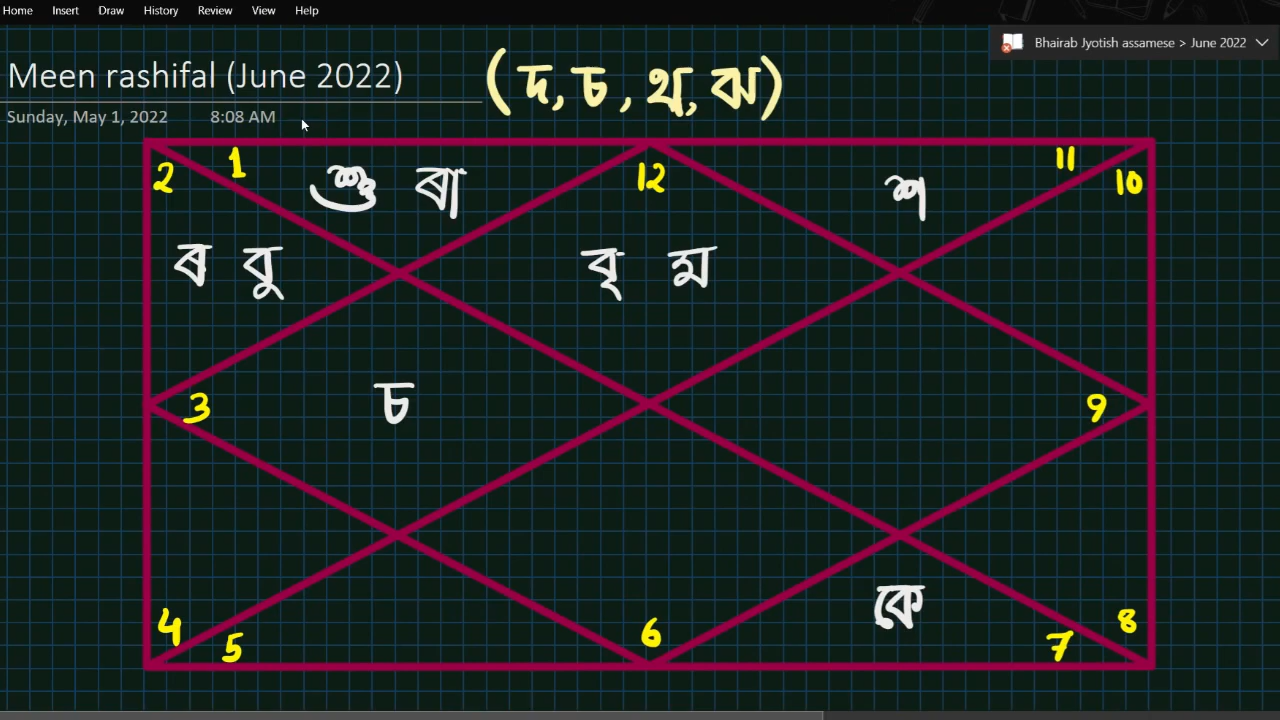 Home Insert Draw History Review View Help
Bhairab Jyotish assamese > June 2022
Meen rashifal (June 2022) (দ, চ, থ, ঝ)
Sunday, May 1, 2022 8:08 AM
2 1 শু ৰা 12 শ 11 10
ৰ বু বৃ ম
চ
3 9
কে
4 5 6 7 8